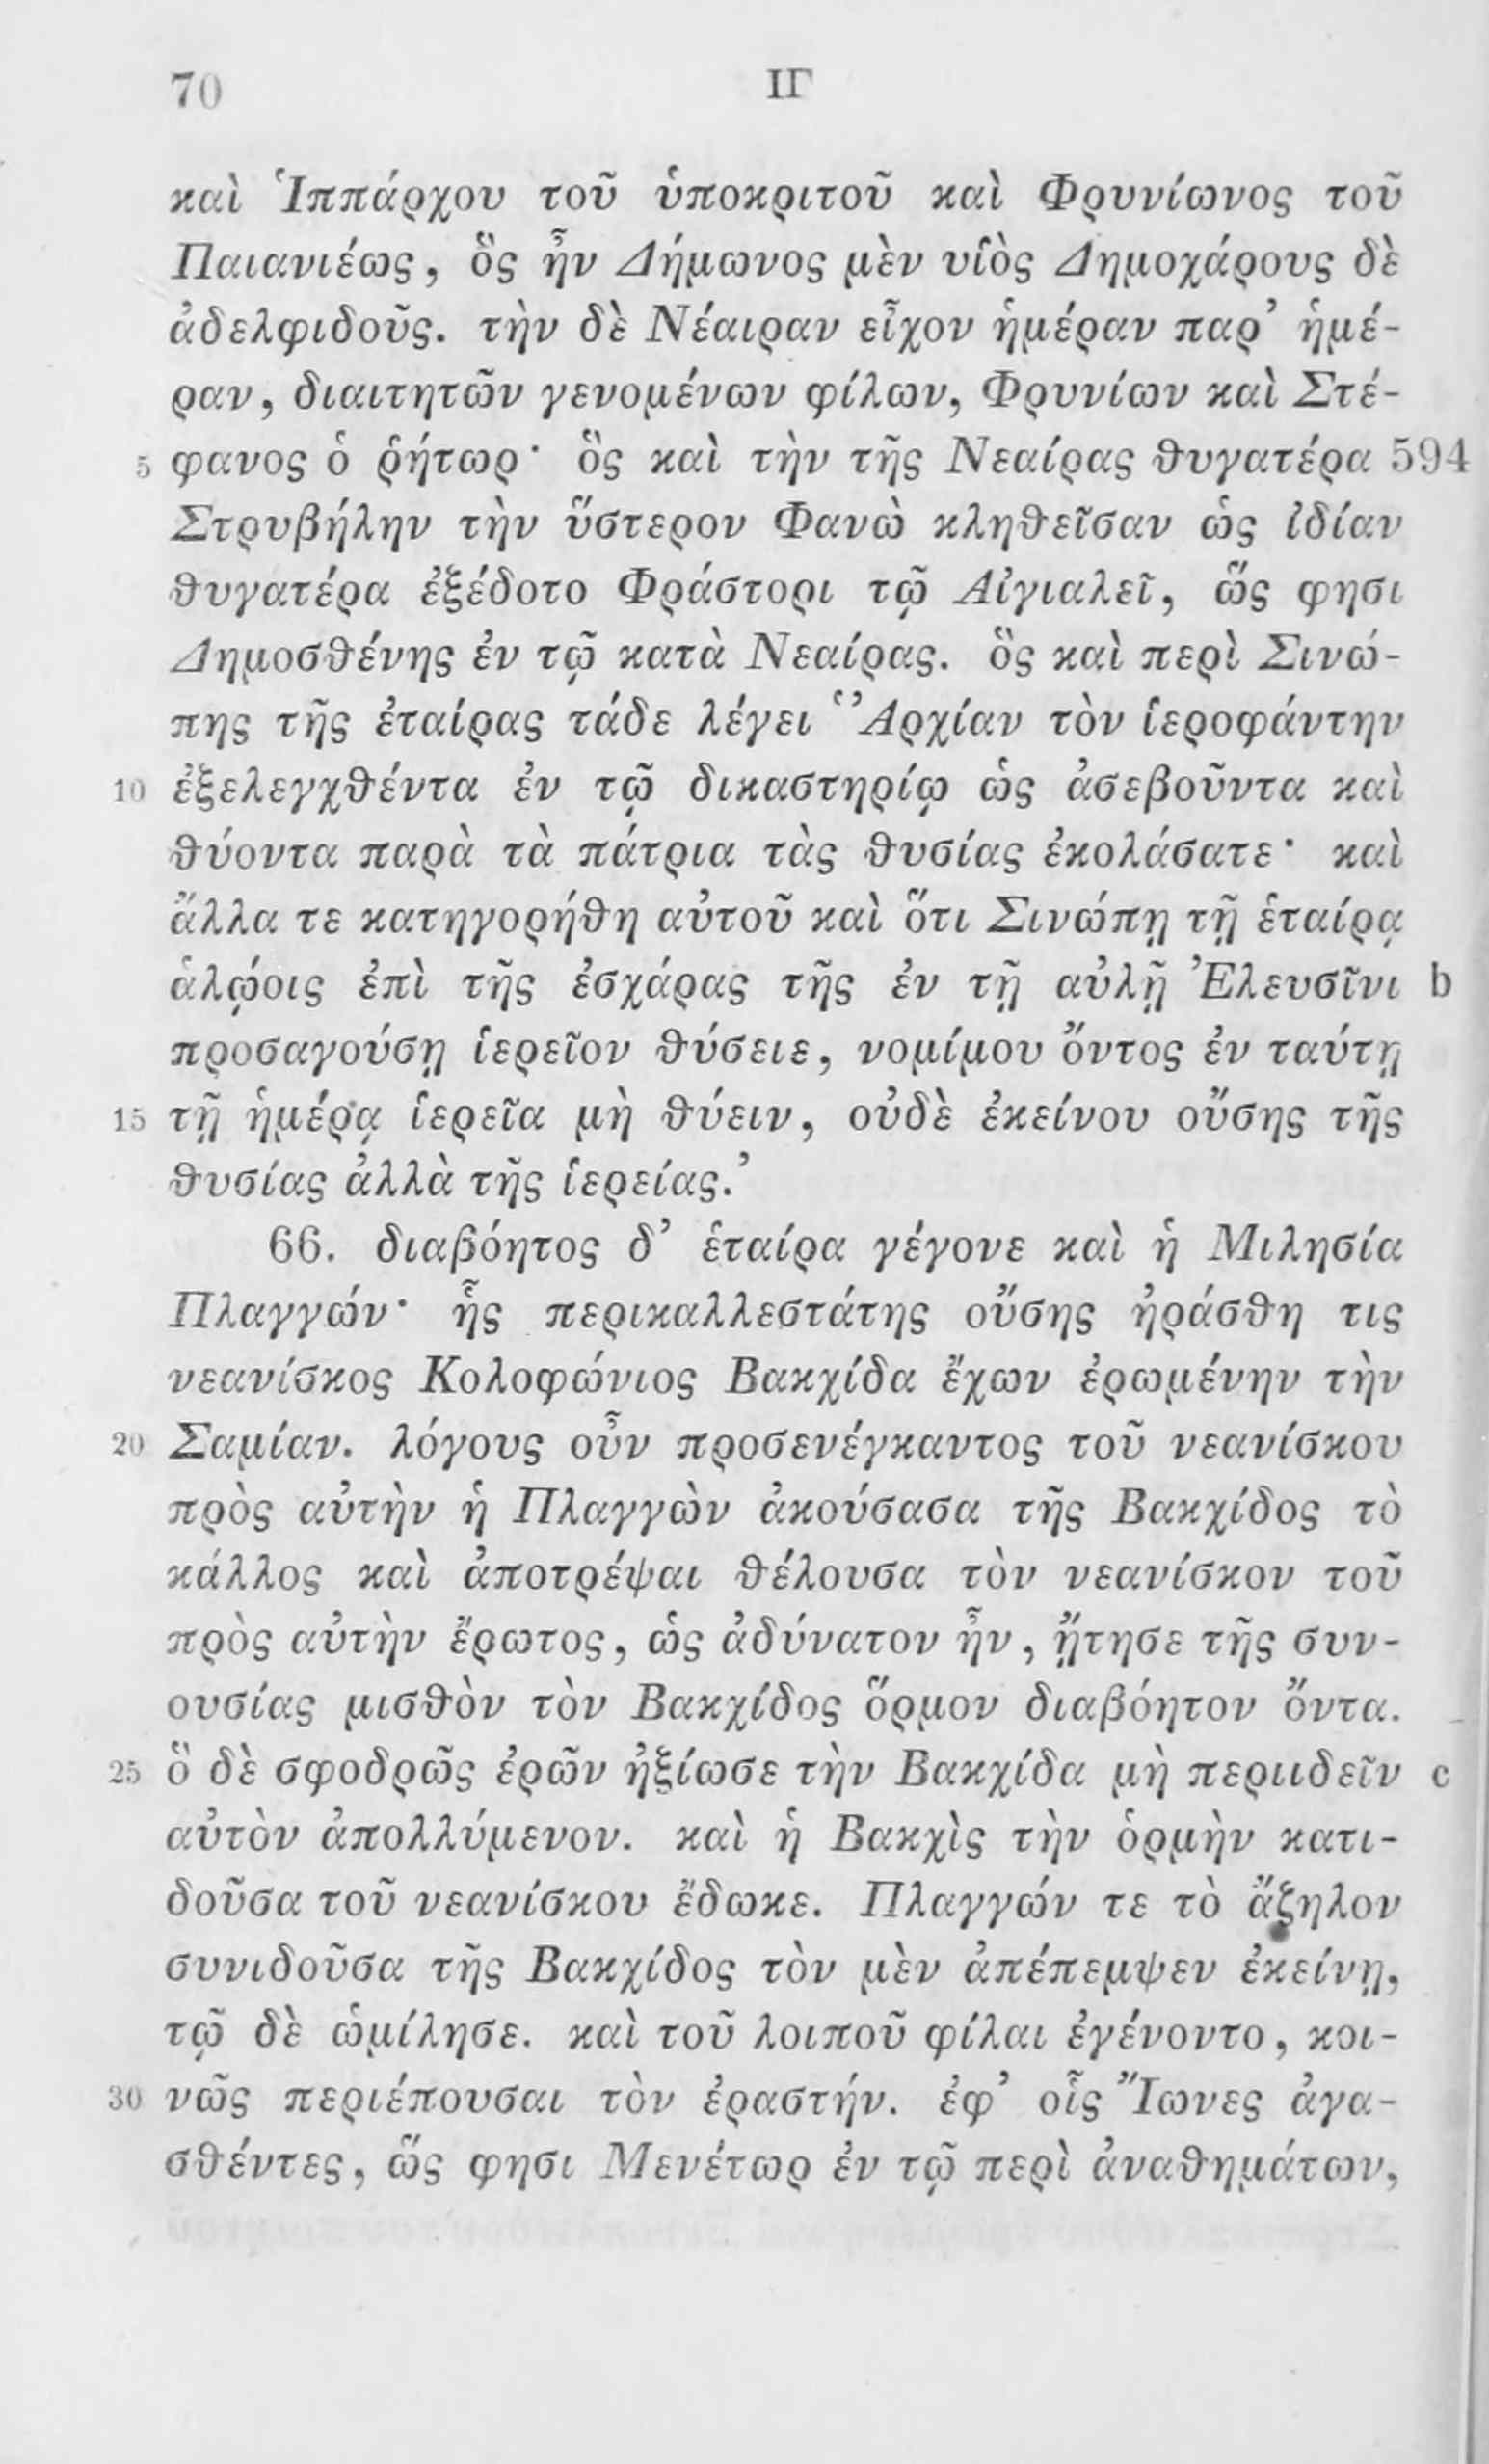 70 ΙΓ
καὶ Ἱππάρχου τοῦ ὑποκριτοῦ καὶ Φρυνίωνος τοῦ
Παιανιέως, ὃς ἦν Δήμωνος μὲν υἱὸς Δημοχάρους δὲ
ἀδελφιδοῦς. τὴν δὲ Νέαιραν εἶχον ἡμέραν παρ’ ἡμέ-
ραν, διαιτητῶν γενομένων φίλων, Φρυνίων καὶ Στέ-
5 φανος ὁ ῥήτωρ· ὃς καὶ τὴν τῆς Νεαίρας θυγατέρα 594
Στρυβήλην τὴν ὕστερον Φανὼ κληθεῖσαν ὡς ἰδίαν
θυγατέρα ἐξέδοτο Φράστορι τῷ Αἰγιαλεῖ, ὥς φησι
Δημοσθένης ἐν τῷ κατὰ Νεαίρας. ὃς καὶ περὶ Σινώ-
πης τῆς ἑταίρας τάδε λέγει ‘’Αρχίαν τὸν ἱεροφάντην
10 ἐξελεγχθέντα ἐν τῷ δικαστηρίῳ ὡς ἀσεβοῦντα καὶ
θύοντα παρὰ τὰ πάτρια τὰς θυσίας ἐκολάσατε· καὶ
ἄλλα τε κατηγορήθη αὐτοῦ καὶ ὅτι Σινώπῃ τῇ ἑταίρᾳ
ἁλῴοις ἐπὶ τῆς ἐσχάρας τῆς ἐν τῇ αὐλῇ Ἐλευσῖνι b
προσαγούσῃ ἱερεῖον θύσειε, νομίμου ὄντος ἐν ταύτῃ
15 τῇ ἡμέρᾳ ἱερεῖα μὴ θύειν, οὐδὲ ἐκείνου οὔσης τῆς
θυσίας ἀλλὰ τῆς ἱερείας.’
66. διαβόητος δ’ ἑταίρα γέγονε καὶ ἡ Μιλησία
Πλαγγών· ἧς περικαλλεστάτης οὔσης ἠράσθη τις
νεανίσκος Κολοφώνιος Βακχίδα ἔχων ἐρωμένην τὴν
20 Σαμίαν. λόγους οὖν προσενέγκαντος τοῦ νεανίσκου
πρὸς αὐτὴν ἡ Πλαγγὼν ἀκούσασα τῆς Βακχίδος τὸ
κάλλος καὶ ἀποτρέψαι θέλουσα τὸν νεανίσκον τοῦ
πρὸς αὐτὴν ἔρωτος, ὡς ἀδύνατον ἦν, ᾔτησε τῆς συν-
ουσίας μισθὸν τὸν Βακχίδος ὅρμον διαβόητον ὄντα.
25 ὃ δὲ σφοδρῶς ἐρῶν ἠξίωσε τὴν Βακχίδα μὴ περιιδεῖν c
αὐτὸν ἀπολλύμενον. καὶ ἡ Βακχὶς τὴν ὁρμὴν κατι-
δοῦσα τοῦ νεανίσκου ἔδωκε. Πλαγγών τε τὸ ἄζηλον
συνιδοῦσα τῆς Βακχίδος τὸν μὲν ἀπέπεμψεν ἐκείνῃ,
τῷ δὲ ὡμίλησε. καὶ τοῦ λοιποῦ φίλαι ἐγένοντο, κοι-
30 νῶς περιέπουσαι τὸν ἐραστήν. ἐφ’ οἷς Ἴωνες ἀγα-
σθέντες, ὥς φησι Μενέτωρ ἐν τῷ περὶ ἀναθημάτων,